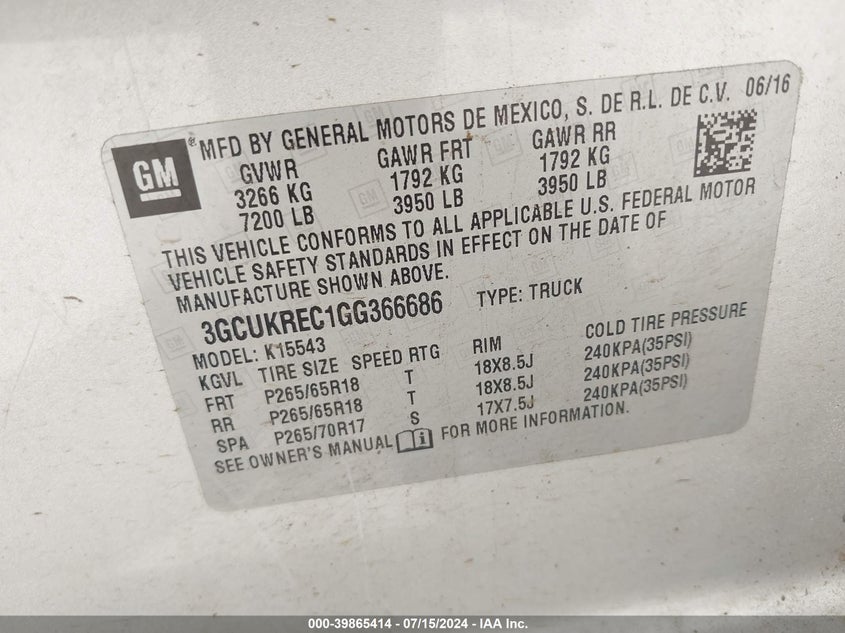 MFD BY GENERAL MOTORS DE MEXICO, S. DE R.L. DE C.V. 06/16
GM
GVWR GAWR FRT GAWR RR
3266 KG 1792 KG 1792 KG
7200 LB 3950 LB 3950 LB
THIS VEHICLE CONFORMS TO ALL APPLICABLE U.S. FEDERAL MOTOR
VEHICLE SAFETY STANDARDS IN EFFECT ON THE DATE OF
MANUFACTURE SHOWN ABOVE.
3GCUKREC1GG366686 TYPE: TRUCK
MODEL: K15543
KGVL TIRE SIZE SPEED RTG RIM COLD TIRE PRESSURE
FRT P265/65R18 T 18X8.5J 240KPA(35PSI)
RR P265/65R18 T 18X8.5J 240KPA(35PSI)
SPA P265/70R17 S 17X7.5J 240KPA(35PSI)
SEE OWNER'S MANUAL FOR MORE INFORMATION.
000-39865414 - 07/15/2024 - IAA Inc.